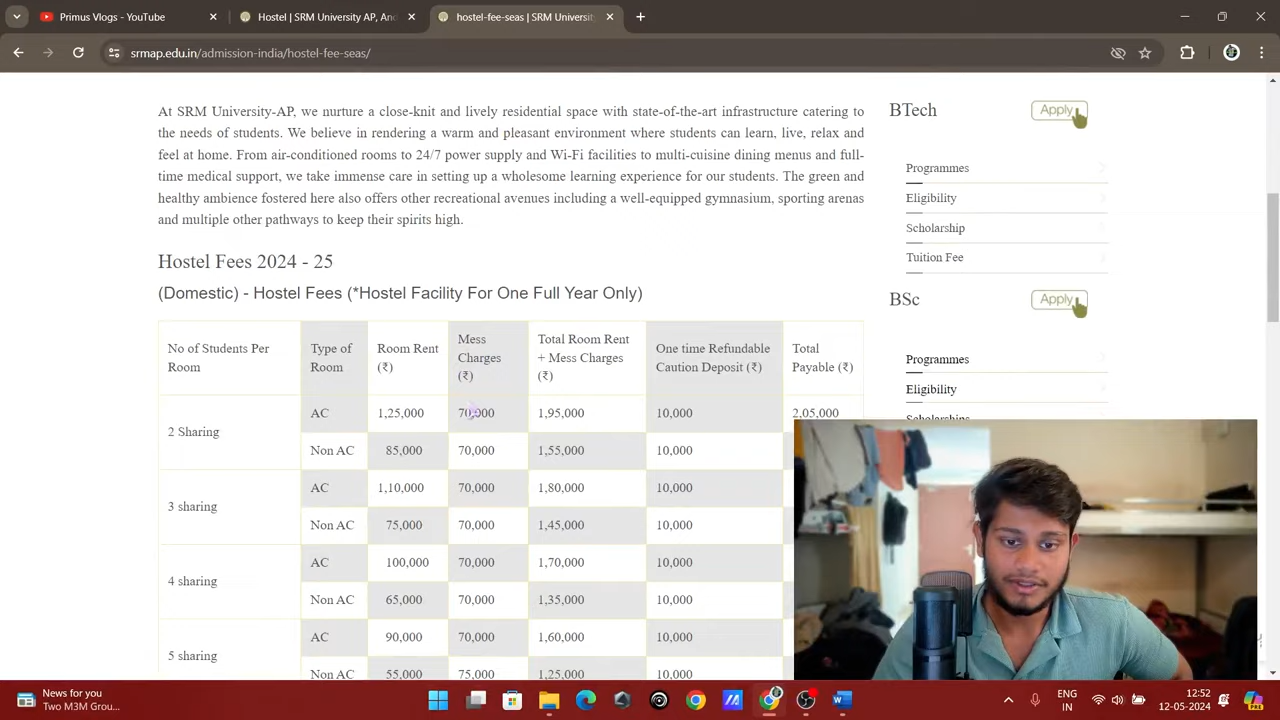 Primus Vlogs - YouTube
Hostel | SRM University AP, An
hostel-fee-seas | SRM Universit
srmap.edu.in/admission-india/hostel-fee-seas/
At SRM University-AP, we nurture a close-knit and lively residential space with state-of-the-art infrastructure catering to
the needs of students. We believe in rendering a warm and pleasant environment where students can learn, live, relax and
feel at home. From air-conditioned rooms to 24/7 power supply and Wi-Fi facilities to multi-cuisine dining menus and full-
time medical support, we take immense care in setting up a wholesome learning experience for our students. The green and
healthy ambience fostered here also offers other recreational avenues including a well-equipped gymnasium, sporting arenas
and multiple other pathways to keep their spirits high.
Hostel Fees 2024 - 25
(Domestic) - Hostel Fees (*Hostel Facility For One Full Year Only)
No of Students Per Room Type of Room Room Rent (₹) Mess Charges (₹) Total Room Rent + Mess Charges (₹) One time Refundable Caution Deposit (₹) Total Payable (₹)
2 Sharing
AC 1,25,000 70,000 1,95,000 10,000 2,05,000
Non AC 85,000 70,000 1,55,000 10,000
3 sharing
AC 1,10,000 70,000 1,80,000 10,000
Non AC 75,000 70,000 1,45,000 10,000
4 sharing
AC 100,000 70,000 1,70,000 10,000
Non AC 65,000 70,000 1,35,000 10,000
5 sharing
AC 90,000 70,000 1,60,000 10,000
Non AC 55,000 75,000 1,25,000 10,000
BTech Apply
Programmes
Eligibility
Scholarship
Tuition Fee
BSc Apply
Programmes
Eligibility
Scholarships
News for you
Two M3M Grou...
ENG
IN
12:52
12-05-2024